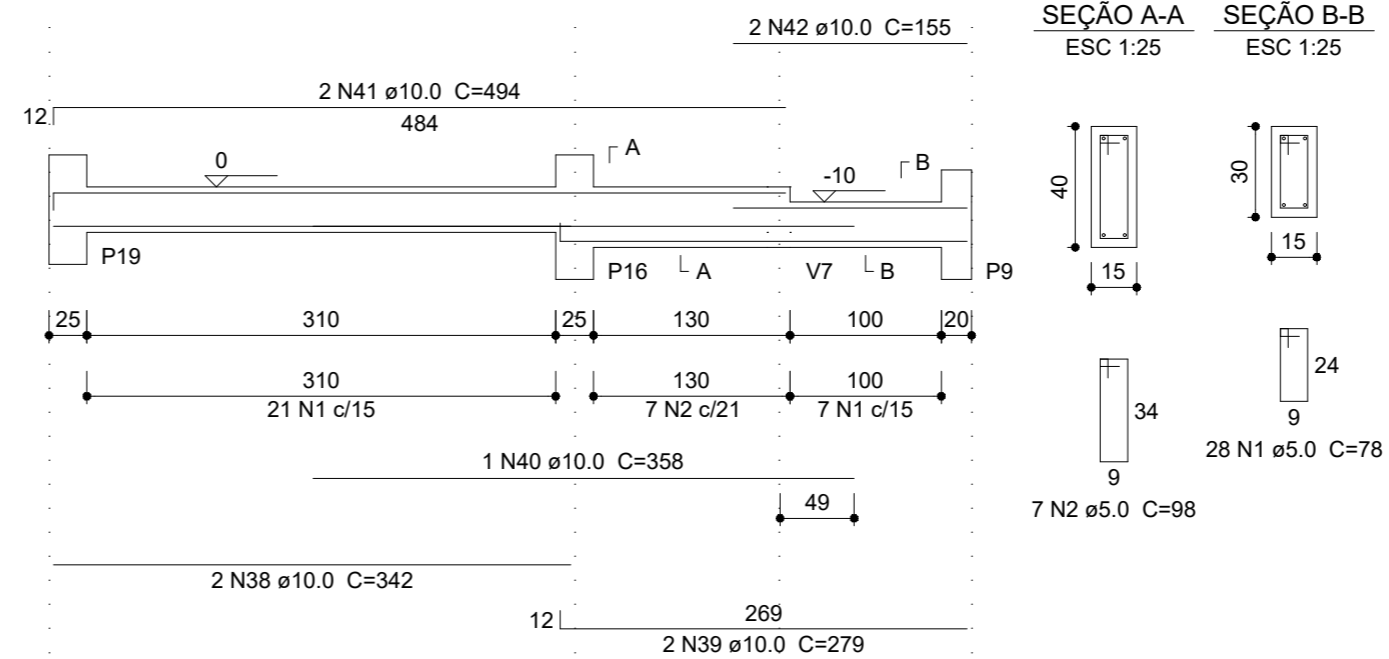 2 N42 ø10.0 C=155
2 N41 ø10.0 C=494
12
484
A
0
B
-10
P19
P16
A
V7
B
P9
25
310
25
130
100
20
310
130
100
21 N1 c/15
7 N2 c/21
7 N1 c/15
1 N40 ø10.0 C=358
49
2 N38 ø10.0 C=342
12
269
2 N39 ø10.0 C=279
SEÇÃO A-A
ESC 1:25
40
15
34
9
7 N2 ø5.0 C=98
SEÇÃO B-B
ESC 1:25
30
15
24
9
28 N1 ø5.0 C=78